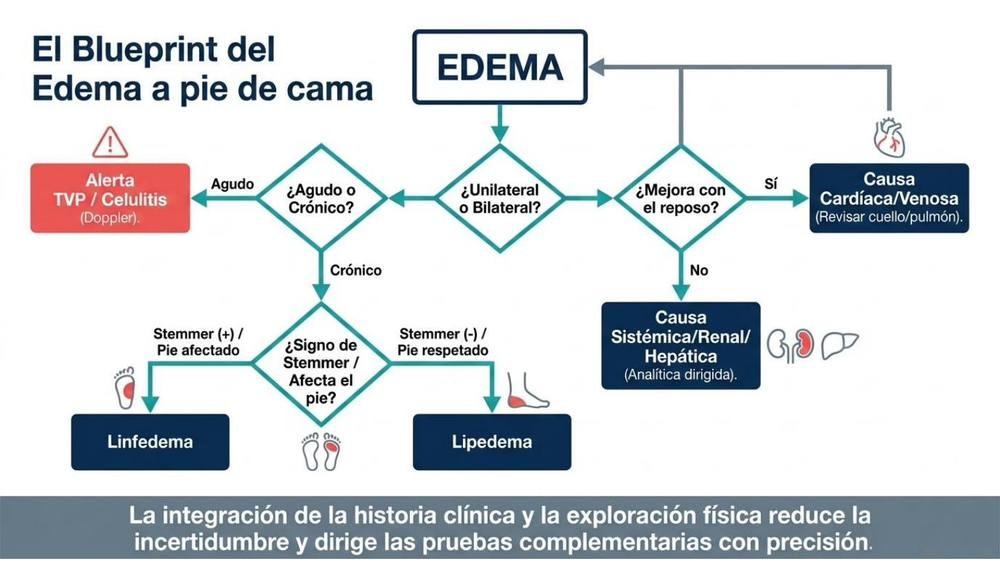 El Blueprint del
Edema a pie de cama
EDEMA
Alerta
TVP / Celulitis
(Doppler).
Agudo
¿Agudo o
Crónico?
¿Unilateral
o Bilateral?
¿Mejora con
el reposo?
Sí
Causa
Cardíaca/Venosa
(Revisar cuello/pulmón).
Crónico
No
Causa
Sistémica/Renal/
Hepática
(Analítica dirigida).
Stemmer (+) /
Pie afectado
¿Signo de
Stemmer /
Afecta el
pie?
Stemmer (-) /
Pie respetado
Linfedema
Lipedema
La integración de la historia clínica y la exploración física reduce la
incertidumbre y dirige las pruebas complementarias con precisión.